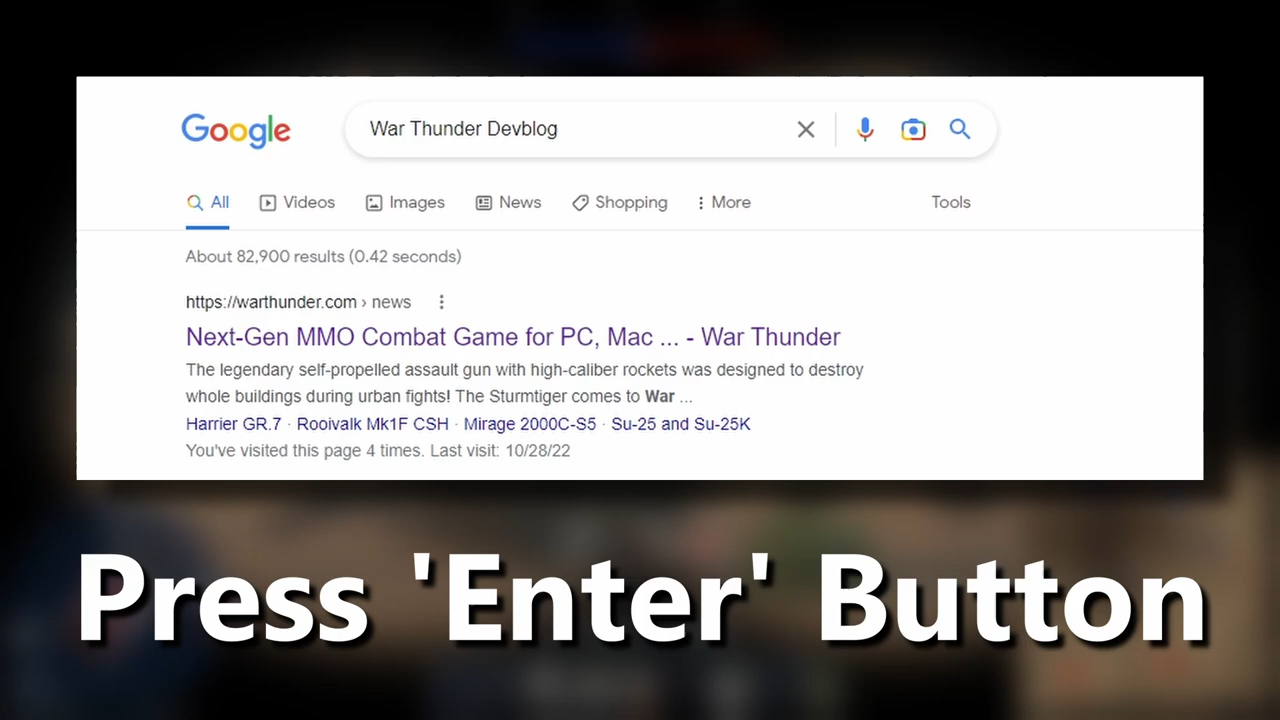 Google
War Thunder Devblog
All Videos Images News Shopping More Tools
About 82,900 results (0.42 seconds)
https://warthunder.com › news
Next-Gen MMO Combat Game for PC, Mac ... - War Thunder
The legendary self-propelled assault gun with high-caliber rockets was designed to destroy
whole buildings during urban fights! The Sturmtiger comes to War ...
Harrier GR.7 · Rooivalk Mk1F CSH · Mirage 2000C-S5 · Su-25 and Su-25K
You've visited this page 4 times. Last visit: 10/28/22
Press 'Enter' Button